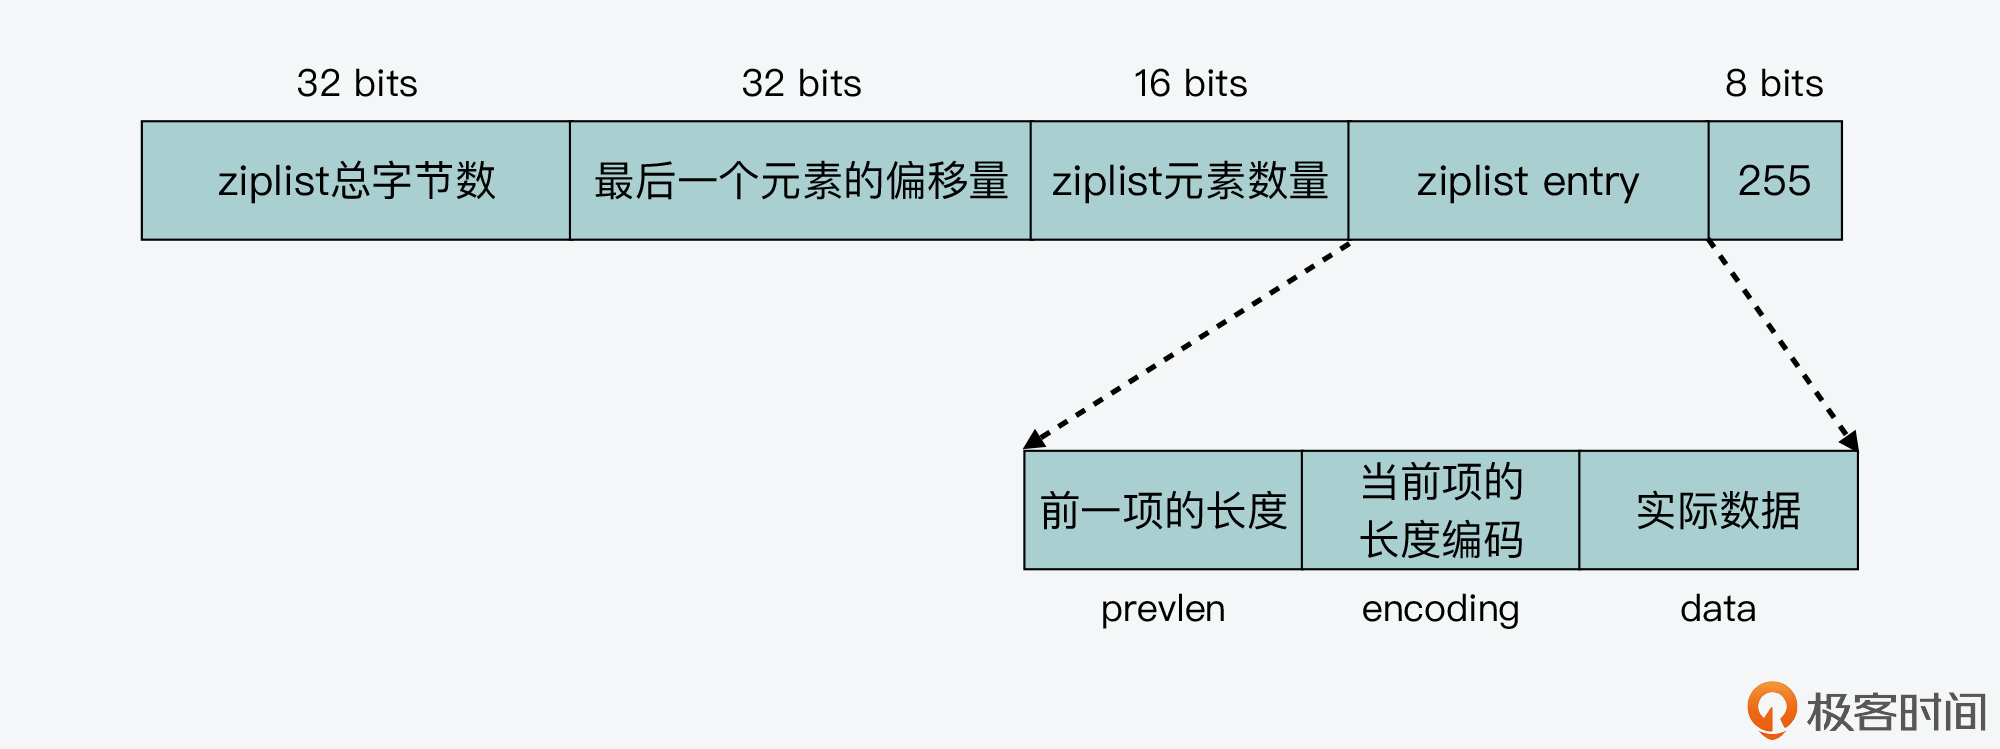 32 bits
32 bits
16 bits
8 bits
ziplist总字节数
最后一个元素的偏移量
ziplist元素数量
ziplist entry
255
前一项的长度
当前项的
长度编码
实际数据
prevlen
encoding
data
极客时间